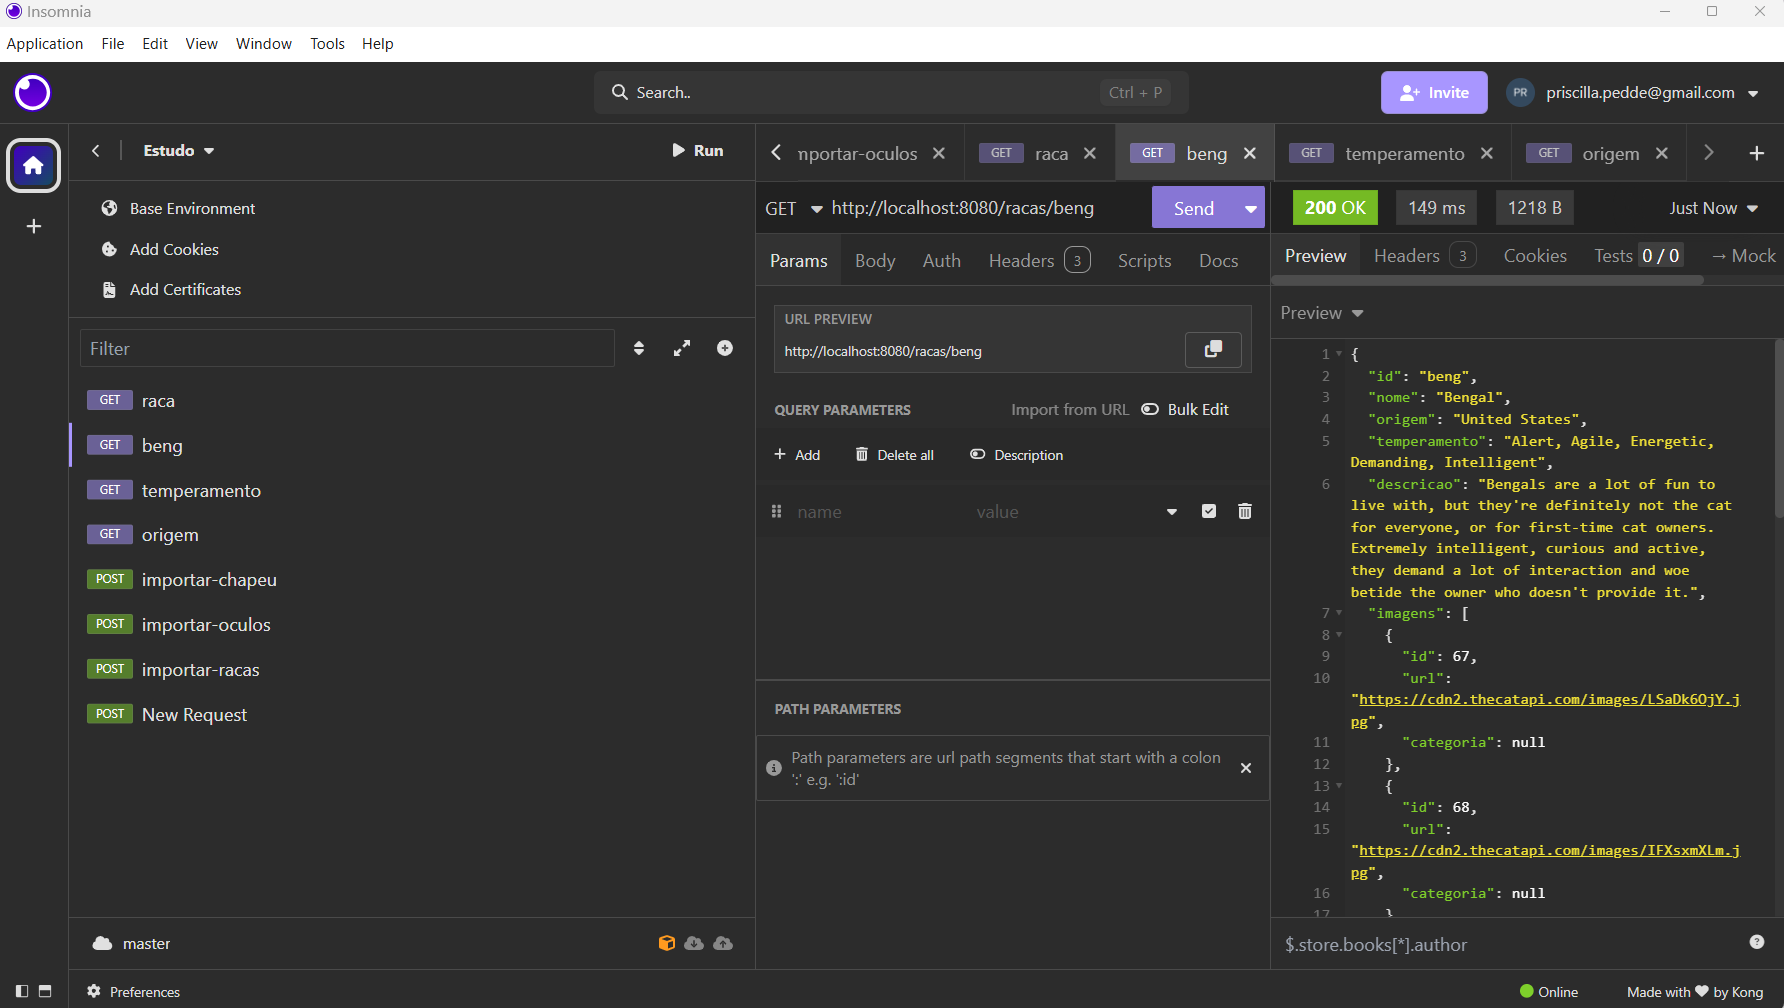 Insomnia
Application File Edit View Window Tools Help
Search.. Ctrl + P
Invite
PR priscilla.pedde@gmail.com
Estudo
Run
Base Environment
Add Cookies
Add Certificates
Filter
GET raca
GET beng
GET temperamento
GET origem
POST importar-chapeu
POST importar-oculos
POST importar-racas
POST New Request
master
Preferences
mportar-oculos
GET raca
GET beng
GET temperamento
GET origem
GET http://localhost:8080/racas/beng Send
Params Body Auth Headers 3 Scripts Docs
URL PREVIEW
http://localhost:8080/racas/beng
QUERY PARAMETERS Import from URL Bulk Edit
Add Delete all Description
name value
PATH PARAMETERS
Path parameters are url path segments that start with a colon
':' e.g. ':id'
200 OK 149 ms 1218 B Just Now
Preview Headers 3 Cookies Tests 0 / 0 → Mock
Preview
1 {
2 "id": "beng",
3 "nome": "Bengal",
4 "origem": "United States",
5 "temperamento": "Alert, Agile, Energetic,
Demanding, Intelligent",
6 "descricao": "Bengals are a lot of fun to
live with, but they're definitely not the cat
for everyone, or for first-time cat owners.
Extremely intelligent, curious and active,
they demand a lot of interaction and woe
betide the owner who doesn't provide it.",
7 "imagens": [
8 {
9 "id": 67,
10 "url":
"https://cdn2.thecatapi.com/images/LSaDk6OjY.j
pg",
11 "categoria": null
12 },
13 {
14 "id": 68,
15 "url":
"https://cdn2.thecatapi.com/images/IFXsxmXLm.j
pg",
16 "categoria": null
17 }
$.store.books[*].author
Online Made with ❤ by Kong